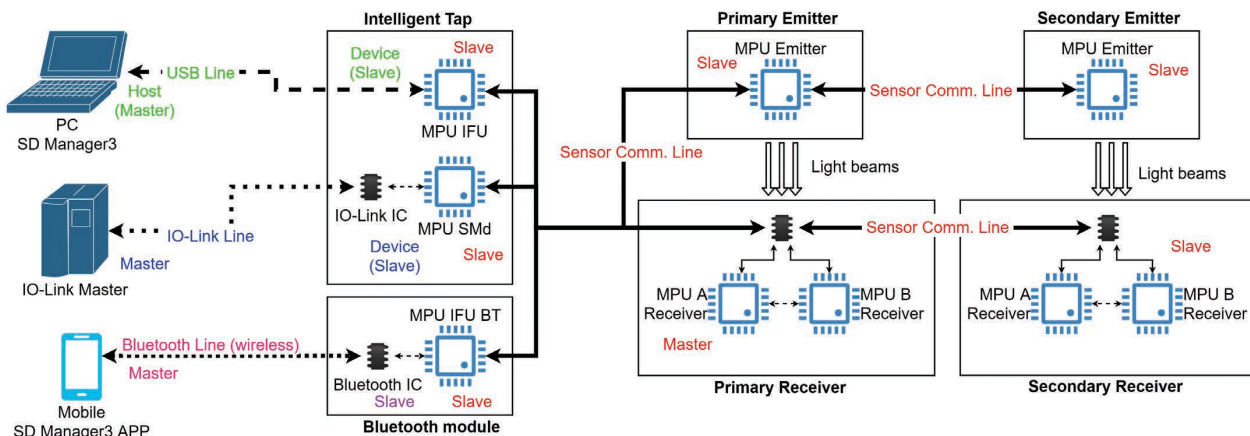 Intelligent Tap
Primary Emitter
Secondary Emitter
USB Line
Host
(Master)
PC
SD Manager3
Device
(Slave)
Slave
MPU IFU
MPU Emitter
Slave
Sensor Comm. Line
MPU Emitter
Slave
Sensor Comm. Line
Light beams
Light beams
IO-Link Line
Master
IO-Link Master
IO-Link IC
MPU SMd
Device
(Slave)
Slave
Sensor Comm. Line
Slave
MPU A
Receiver
MPU B
Receiver
Master
MPU A
Receiver
MPU B
Receiver
Primary Receiver
Secondary Receiver
Bluetooth Line (wireless)
Master
Mobile
SD Manager3 APP
MPU IFU BT
Bluetooth IC
Slave
Slave
Bluetooth module